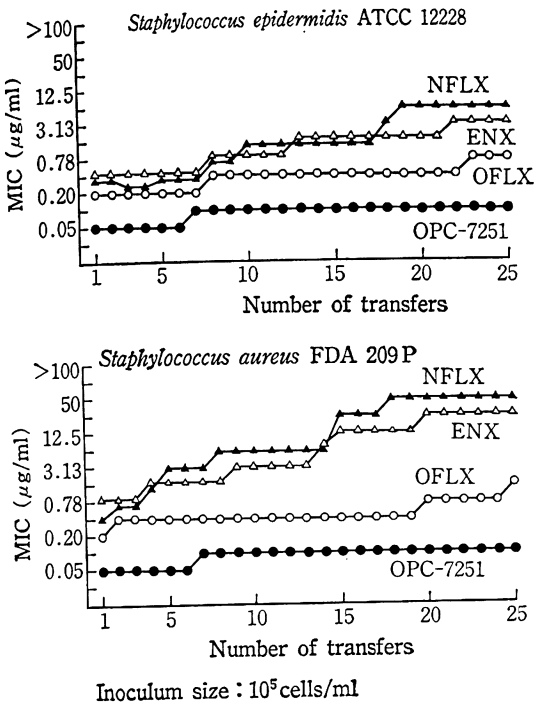 Staphylococcus epidermidis ATCC 12228
>100
50
12.5
3.13
0.78
0.20
0.05
MIC (μg/ml)
NFLX
ENX
OFLX
OPC-7251
1 5 10 15 20 25
Number of transfers
Staphylococcus aureus FDA 209 P
>100
50
12.5
3.13
0.78
0.20
0.05
MIC (μg/ml)
NFLX
ENX
OFLX
OPC-7251
1 5 10 15 20 25
Number of transfers
Inoculum size : 10⁵ cells/ml